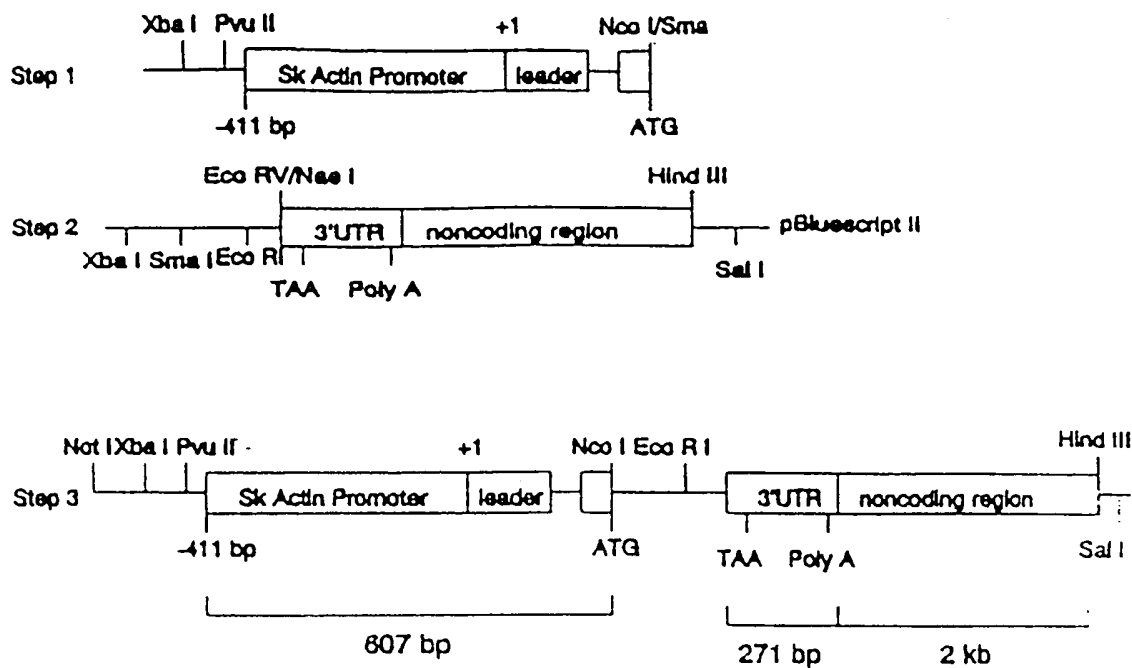 Xba I Pvu II +1 Nco I/Sma
Step 1 Sk Actin Promoter leader
-411 bp ATG
Eco RV/Nae I Hind III
Step 2 3'UTR noncoding region pBluescript II
Xba I Sma I Eco RI Sal I
TAA Poly A
Not I Xba I Pvu II +1 Nco I Eco R I Hind III
Step 3 Sk Actin Promoter leader 3'UTR noncoding region
-411 bp ATG TAA Poly A Sal I
607 bp 271 bp 2 kb